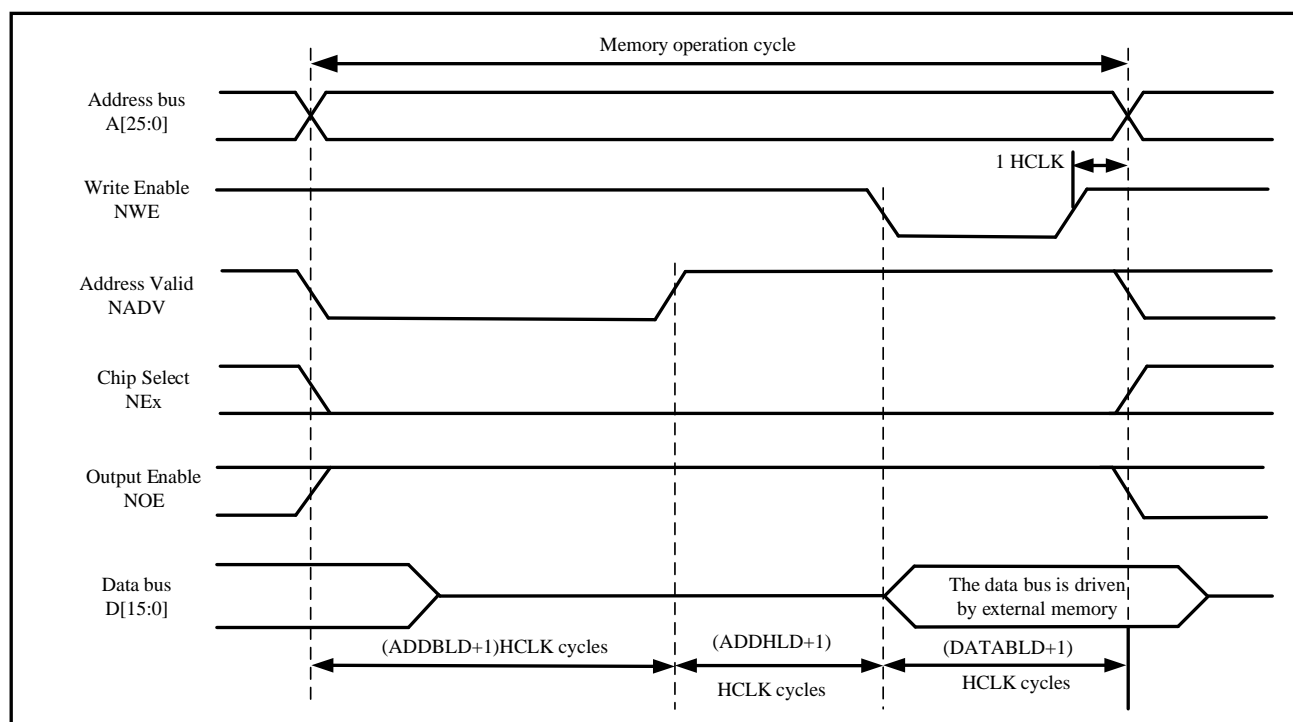 Memory operation cycle
Address bus
A[25:0]
1 HCLK
Write Enable
NWE
Address Valid
NADV
Chip Select
NEx
Output Enable
NOE
Data bus
D[15:0]
The data bus is driven
by external memory
(ADDBLD+1)HCLK cycles
(ADDHLD+1)
HCLK cycles
(DATABLD+1)
HCLK cycles